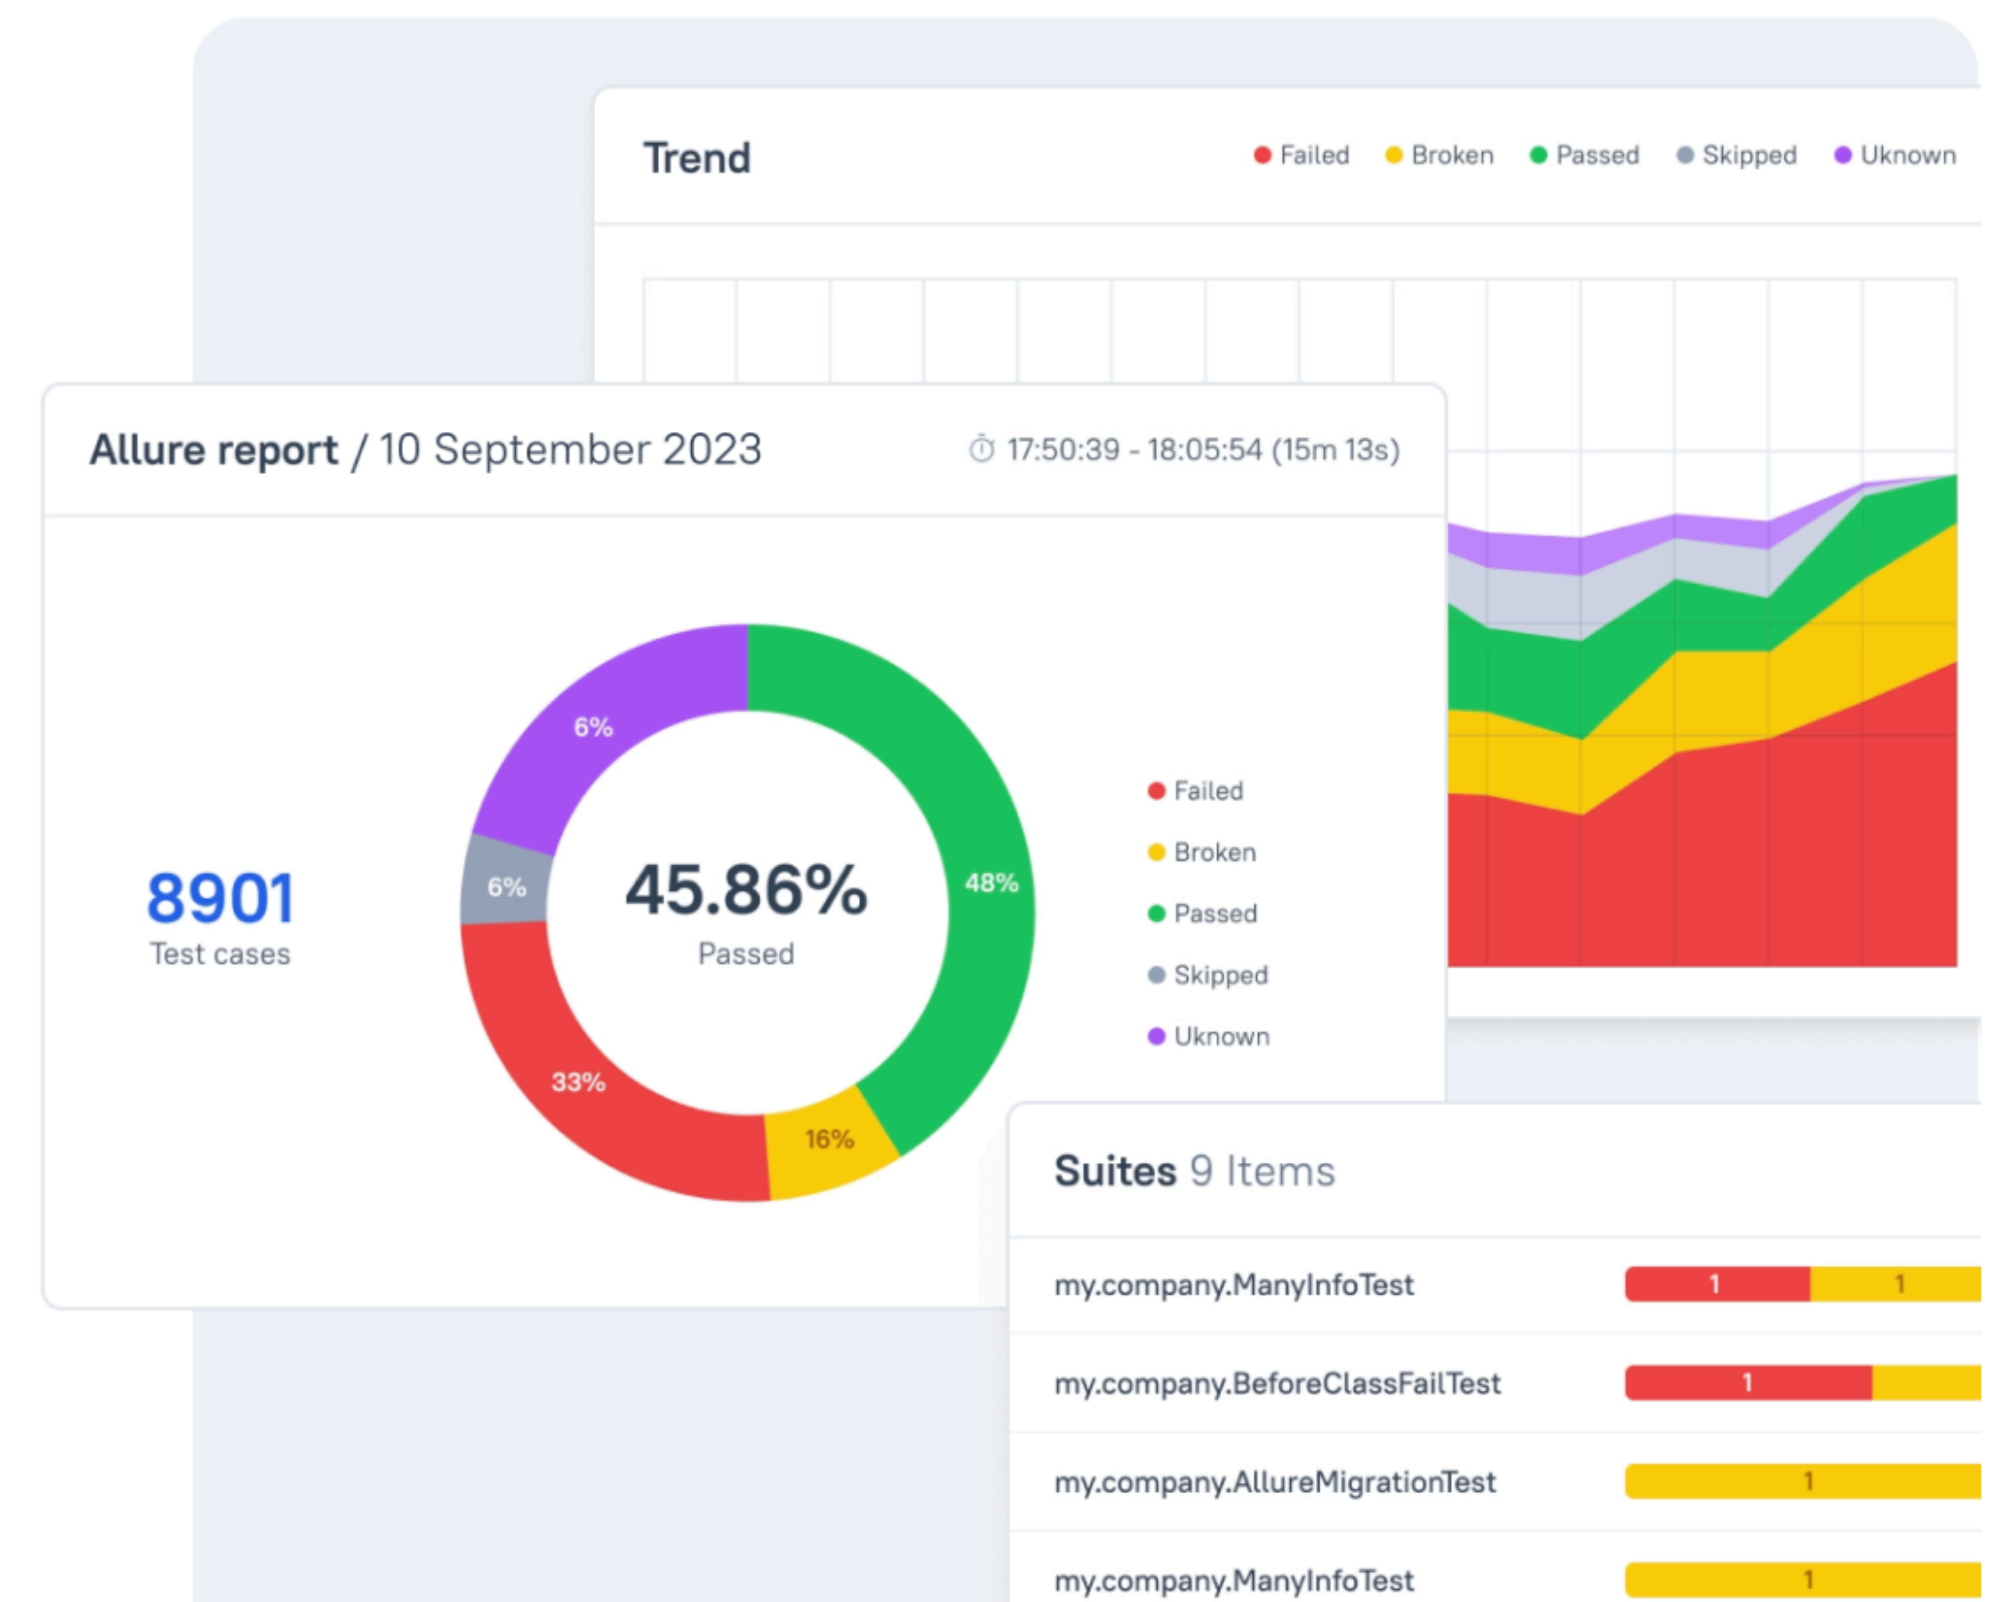 Trend
Failed Broken Passed Skipped Uknown
Allure report / 10 September 2023
17:50:39 - 18:05:54 (15m 13s)
6%
6%
48%
33%
16%
45.86%
Passed
8901
Test cases
Failed
Broken
Passed
Skipped
Uknown
Suites 9 Items
my.company.ManyInfoTest 1 1
my.company.BeforeClassFailTest 1
my.company.AllureMigrationTest 1
my.company.ManyInfoTest 1